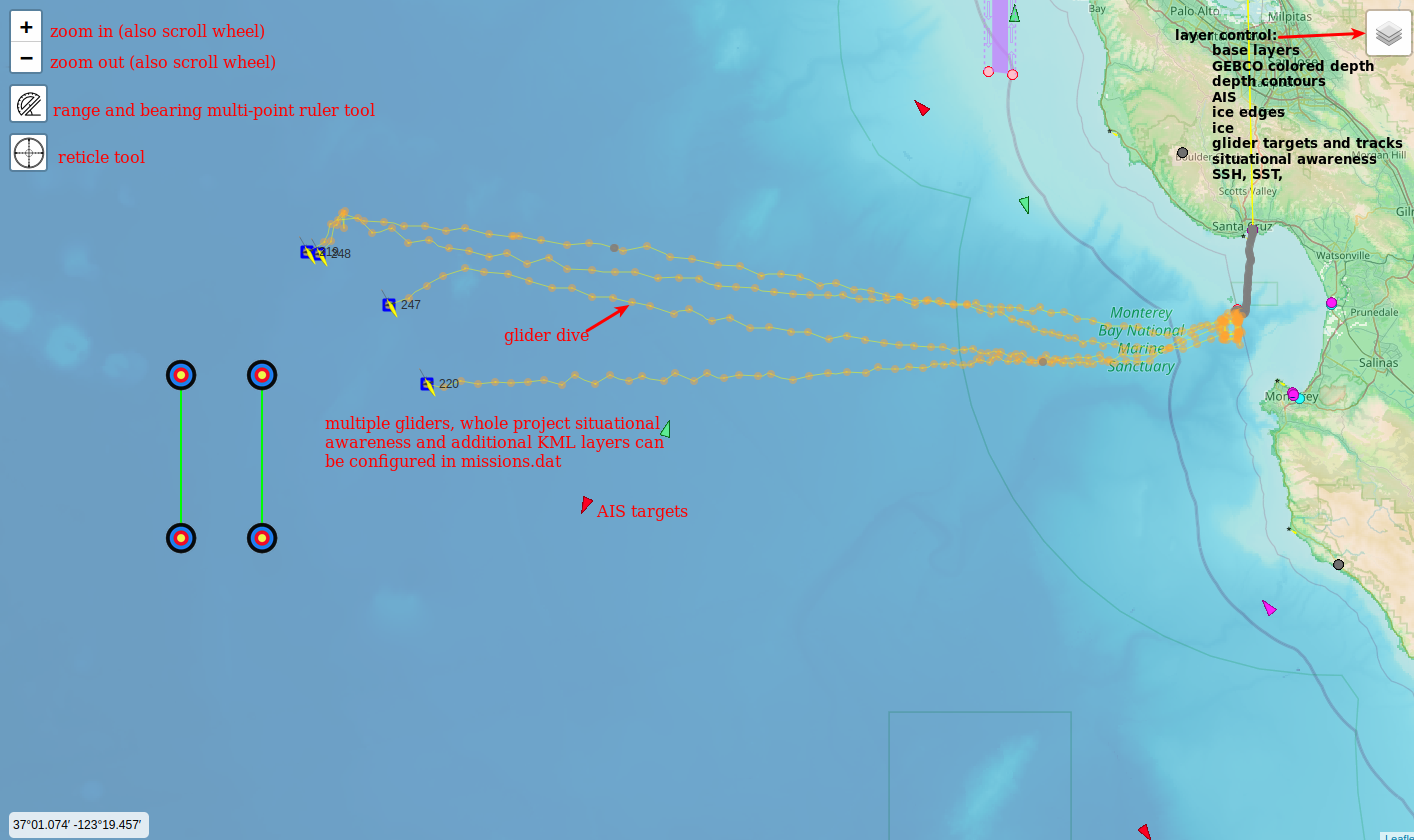 +
zoom in (also scroll wheel)
−
zoom out (also scroll wheel)
range and bearing multi-point ruler tool
reticle tool
Bay
Palo Alto
Milpitas
layer control:
base layers
GEBCO colored depth
depth contours
AIS
ice edges
ice
glider targets and tracks
situational awareness
SSH, SST,
Morgan Hill
Scotts Valley
Santa Cruz
Watsonville
248
247
glider dive
220
Monterey
Bay National
Marine
Sanctuary
Prunedale
Salinas
Monterey
multiple gliders, whole project situational
awareness and additional KML layers can
be configured in missions.dat
AIS targets
37°01.074′ -123°19.457′